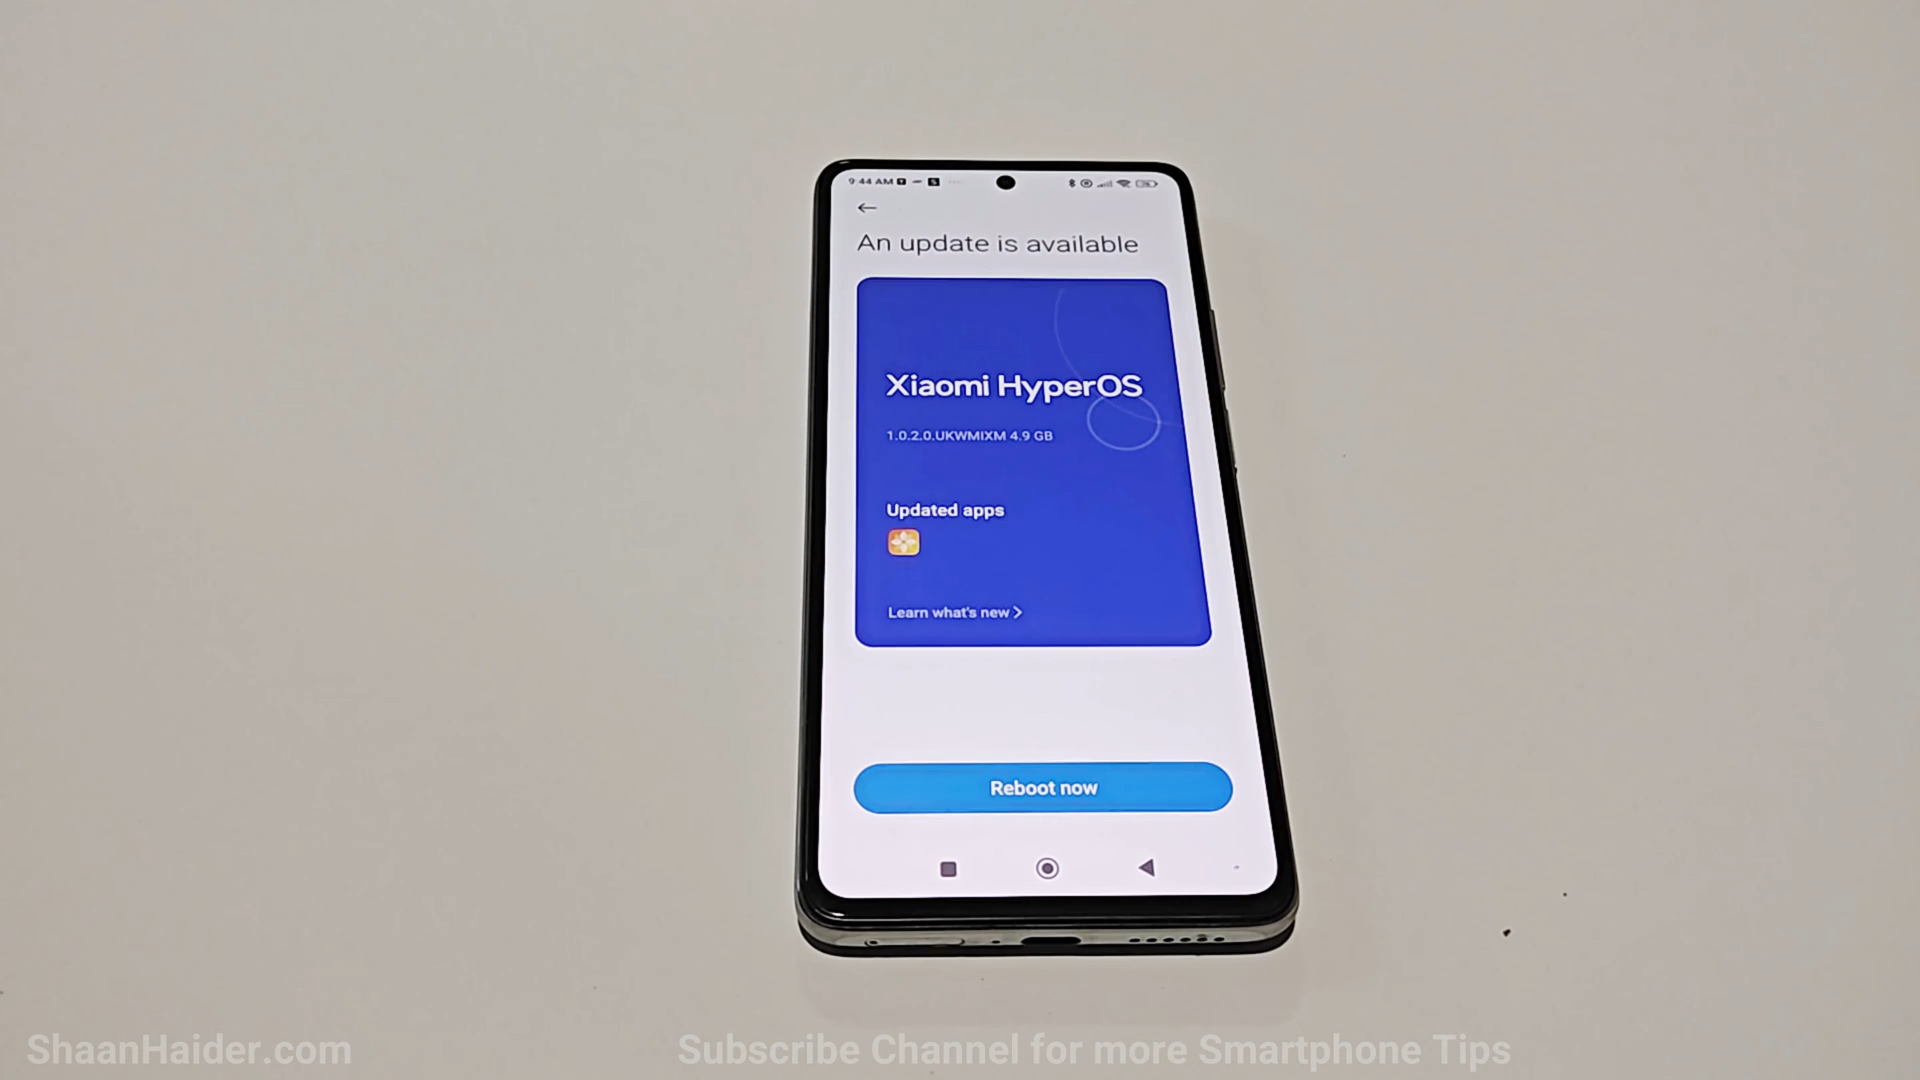 9:44 AM
An update is available
Xiaomi HyperOS
1.0.2.0.UKWMIXM 4.9 GB
Updated apps
Learn what's new >
Reboot now
ShaanHaider.com
Subscribe Channel for more Smartphone Tips